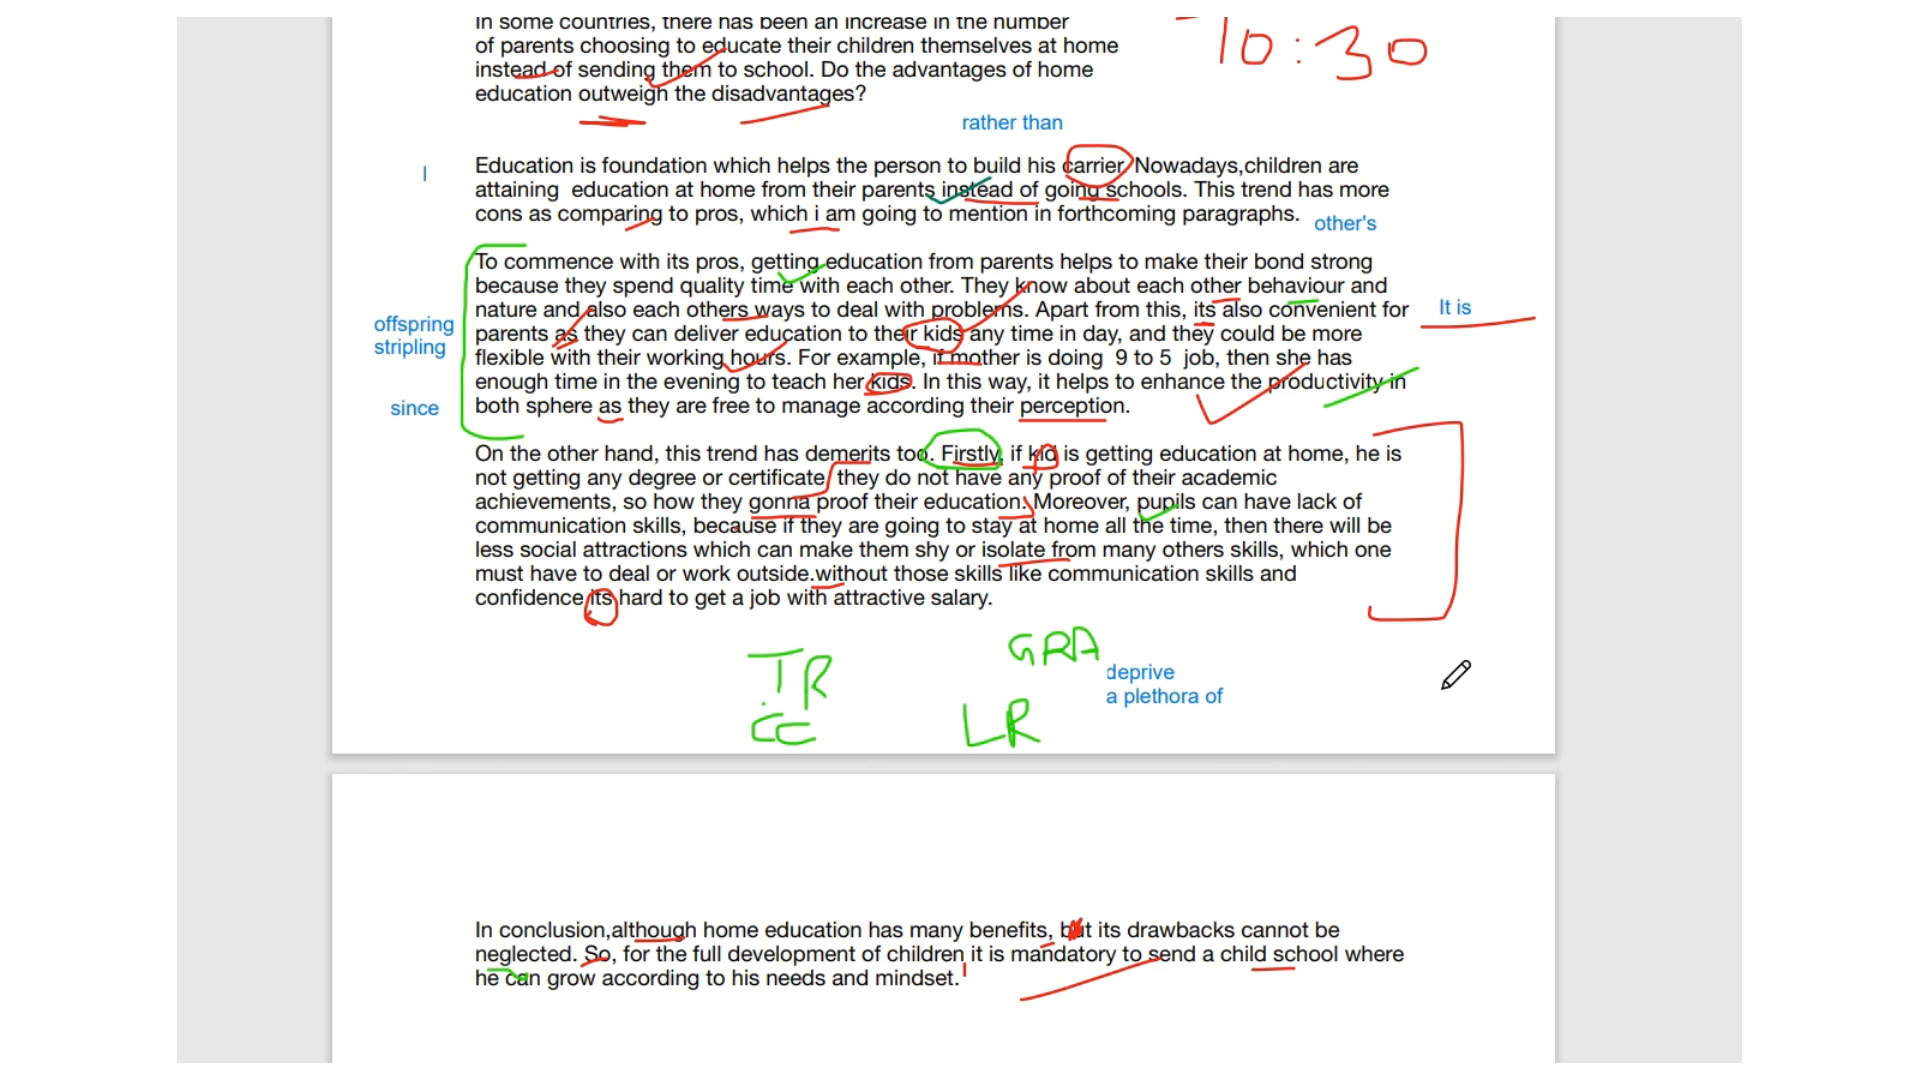 In some countries, there has been an increase in the number
of parents choosing to educate their children themselves at home
instead of sending them to school. Do the advantages of home
education outweigh the disadvantages?
10:30
rather than
I
Education is foundation which helps the person to build his carrier. Nowadays,children are
attaining education at home from their parents instead of going schools. This trend has more
cons as comparing to pros, which i am going to mention in forthcoming paragraphs.
other's
To commence with its pros, getting education from parents helps to make their bond strong
because they spend quality time with each other. They know about each other behaviour and
nature and also each others ways to deal with problems. Apart from this, its also convenient for
It is
offspring
stripling
parents as they can deliver education to their kids any time in day, and they could be more
flexible with their working hours. For example, if mother is doing 9 to 5 job, then she has
enough time in the evening to teach her kids. In this way, it helps to enhance the productivity in
since
both sphere as they are free to manage according their perception.
On the other hand, this trend has demerits too. Firstly, if kid is getting education at home, he is
not getting any degree or certificate, they do not have any proof of their academic
achievements, so how they gonna proof their education. Moreover, pupils can have lack of
communication skills, because if they are going to stay at home all the time, then there will be
less social attractions which can make them shy or isolate from many others skills, which one
must have to deal or work outside.without those skills like communication skills and
confidence its hard to get a job with attractive salary.
TR
GRA
CC
LR
deprive
a plethora of
In conclusion,although home education has many benefits, but its drawbacks cannot be
neglected. So, for the full development of children it is mandatory to send a child school where
he can grow according to his needs and mindset.